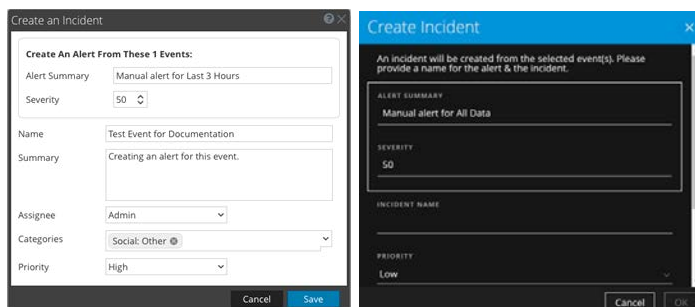 Create an Incident
Create An Alert From These 1 Events:
Alert Summary Manual alert for Last 3 Hours
Severity 50
Name Test Event for Documentation
Summary Creating an alert for this event.
Assignee Admin
Categories Social: Other
Priority High
Cancel Save
Create Incident
An incident will be created from the selected event(s). Please
provide a name for the alert & the incident.
ALERT SUMMARY
Manual alert for All Data
SEVERITY
50
INCIDENT NAME
PRIORITY
Low
Cancel OK